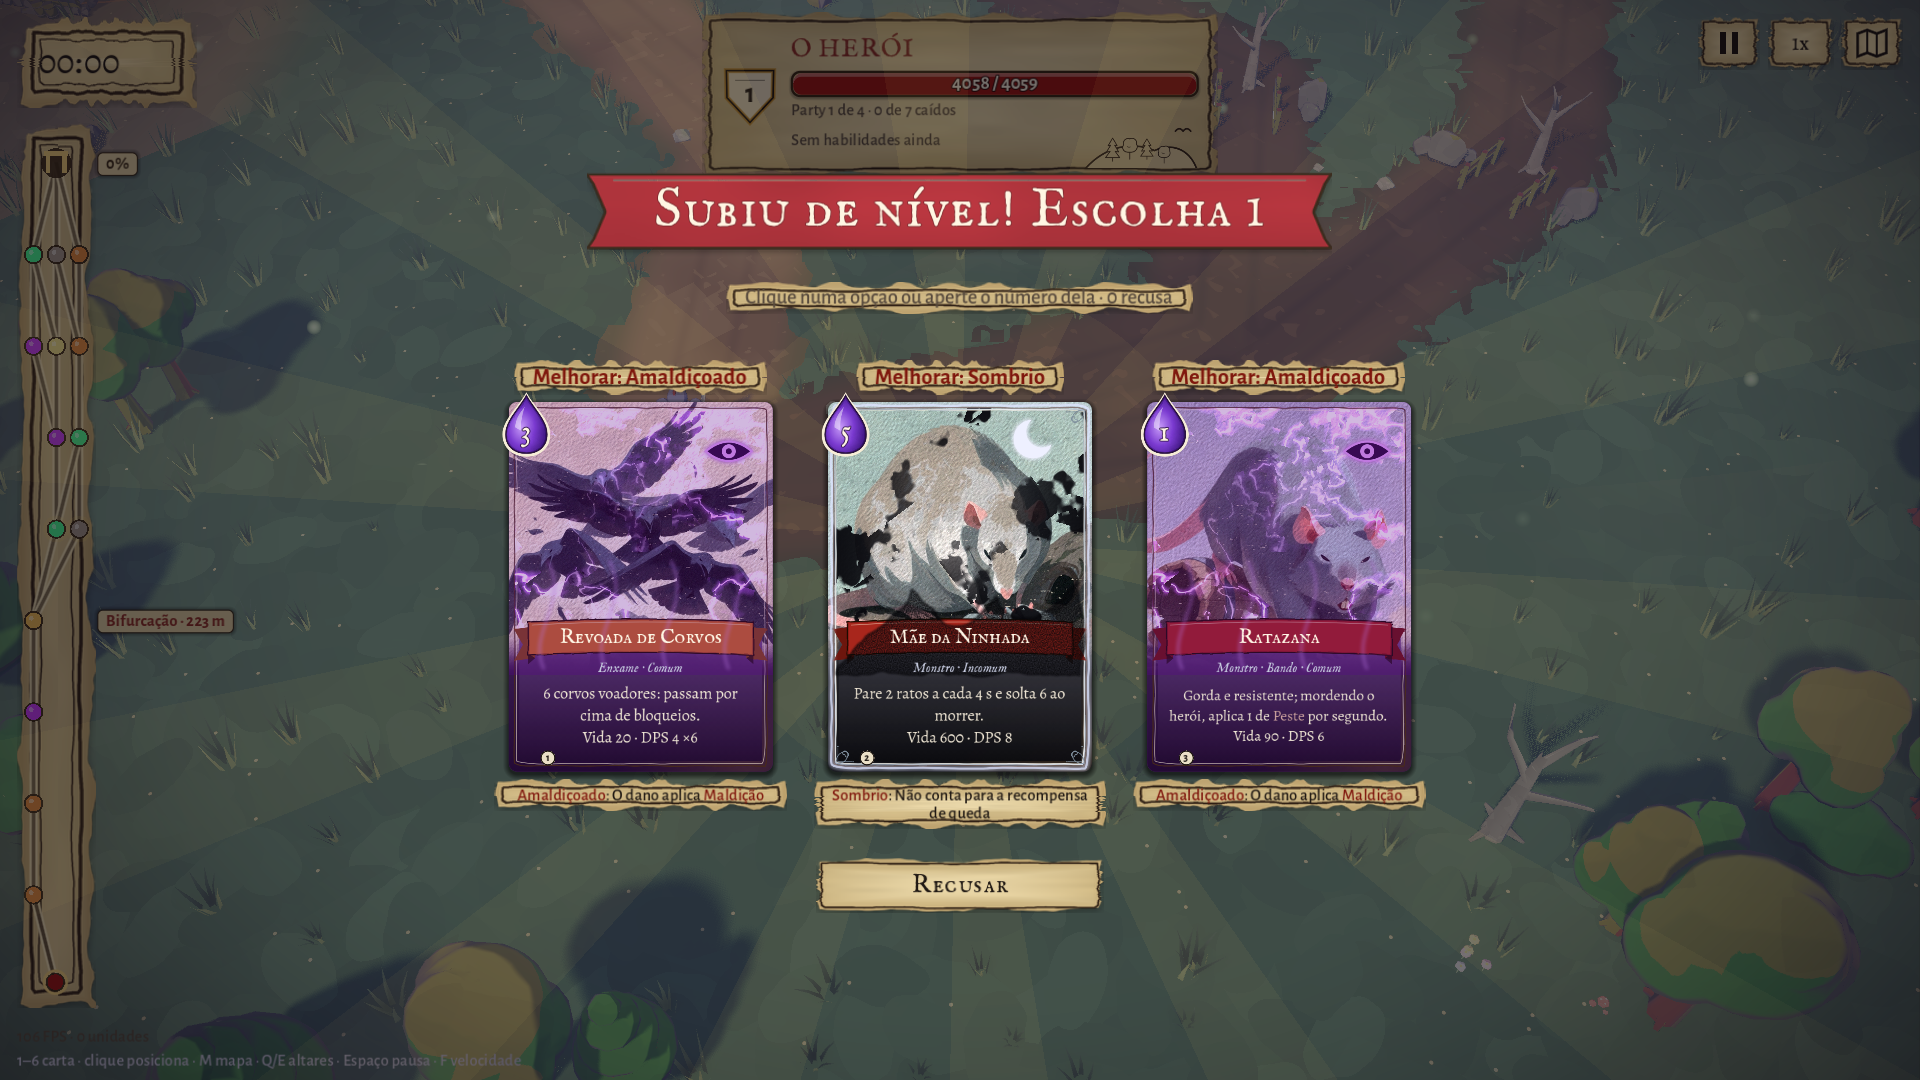 00:00
O HERÓI
1
4058 / 4059
Party 1 de 4 · 0 de 7 caídos
Sem habilidades ainda
1x
0%
Subiu de nível! Escolha 1
Clique numa opção ou aperte o número dela · 0 recusa
Melhorar: Amaldiçoado
3
Revoada de Corvos
Enxame · Comum
6 corvos voadores: passam por
cima de bloqueios.
Vida 20 · DPS 4 ×6
1
Amaldiçoado: O dano aplica Maldição
Melhorar: Sombrio
5
Mãe da Ninhada
Monstro · Incomum
Pare 2 ratos a cada 4 s e solta 6 ao
morrer.
Vida 600 · DPS 8
2
Sombrio: Não conta para a recompensa
de queda
Melhorar: Amaldiçoado
1
Ratazana
Monstro · Bando · Comum
Gorda e resistente; mordendo o
herói, aplica 1 de Peste por segundo.
Vida 90 · DPS 6
3
Amaldiçoado: O dano aplica Maldição
Bifurcação · 223 m
Recusar
0 unidades
1–6 carta · clique posiciona · M mapa · Q/E altares · Espaço pausa · F velocidade